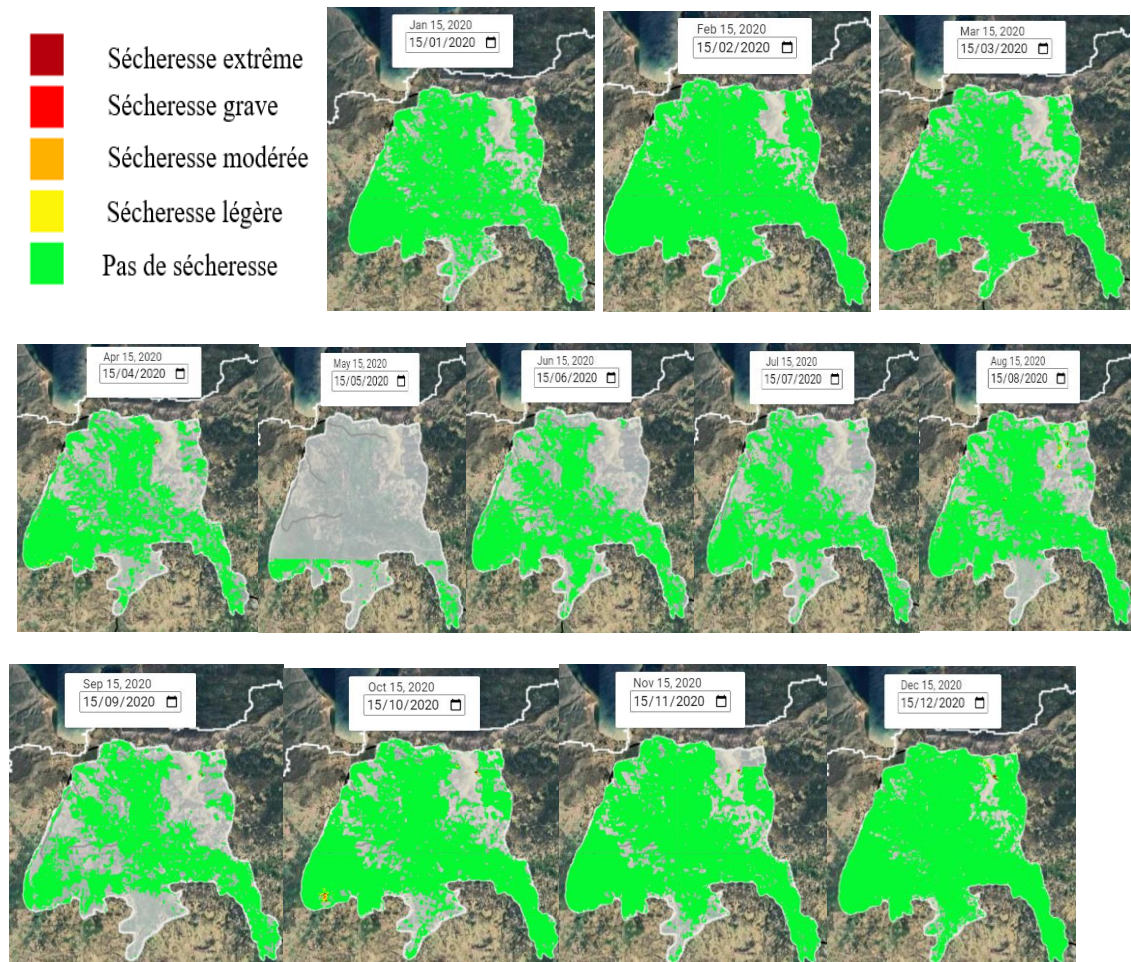 Sécheresse extrême
Sécheresse grave
Sécheresse modérée
Sécheresse légère
Pas de sécheresse
Jan 15, 2020
15/01/2020
Feb 15, 2020
15/02/2020
Mar 15, 2020
15/03/2020
Apr 15, 2020
15/04/2020
May 15, 2020
15/05/2020
Jun 15, 2020
15/06/2020
Jul 15, 2020
15/07/2020
Aug 15, 2020
15/08/2020
Sep 15, 2020
15/09/2020
Oct 15, 2020
15/10/2020
Nov 15, 2020
15/11/2020
Dec 15, 2020
15/12/2020